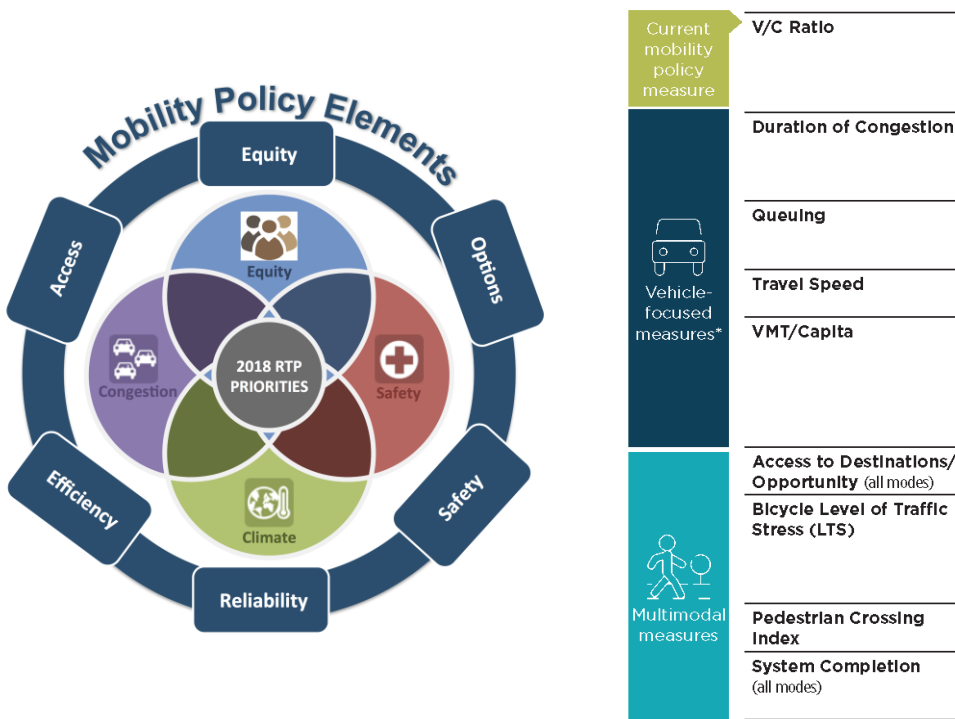 Mobility Policy Elements
Equity
Access
Options
Equity
Congestion
2018 RTP
PRIORITIES
Safety
Climate
Efficiency
Safety
Reliability
Current
mobility
policy
measure
V/C Ratio
Vehicle-
focused
measures*
Duration of Congestion
Queuing
Travel Speed
VMT/Capita
Multimodal
measures
Access to Destinations/
Opportunity (all modes)
Bicycle Level of Traffic
Stress (LTS)
Pedestrian Crossing
Index
System Completion
(all modes)